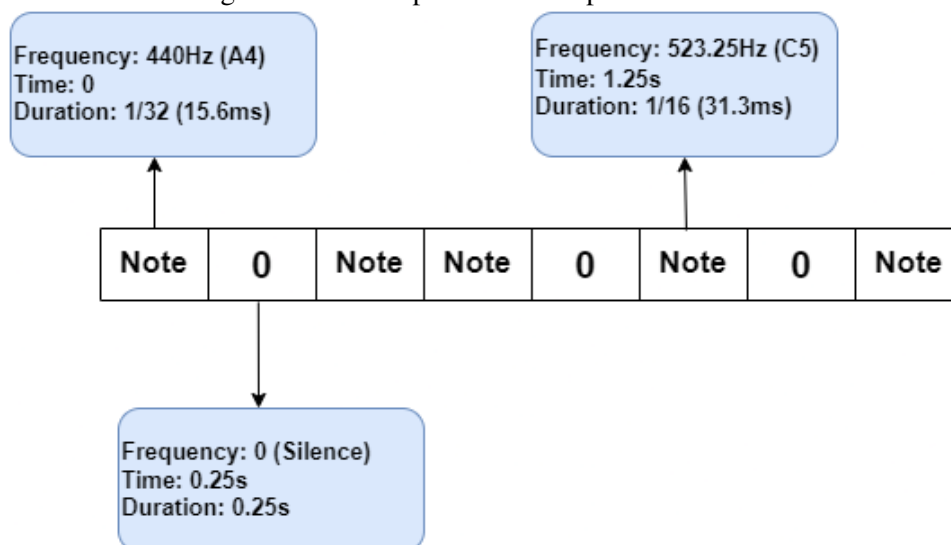 Frequency: 440Hz (A4)
Time: 0
Duration: 1/32 (15.6ms)
Frequency: 523.25Hz (C5)
Time: 1.25s
Duration: 1/16 (31.3ms)
Note 0 Note Note 0 Note 0 Note
Frequency: 0 (Silence)
Time: 0.25s
Duration: 0.25s